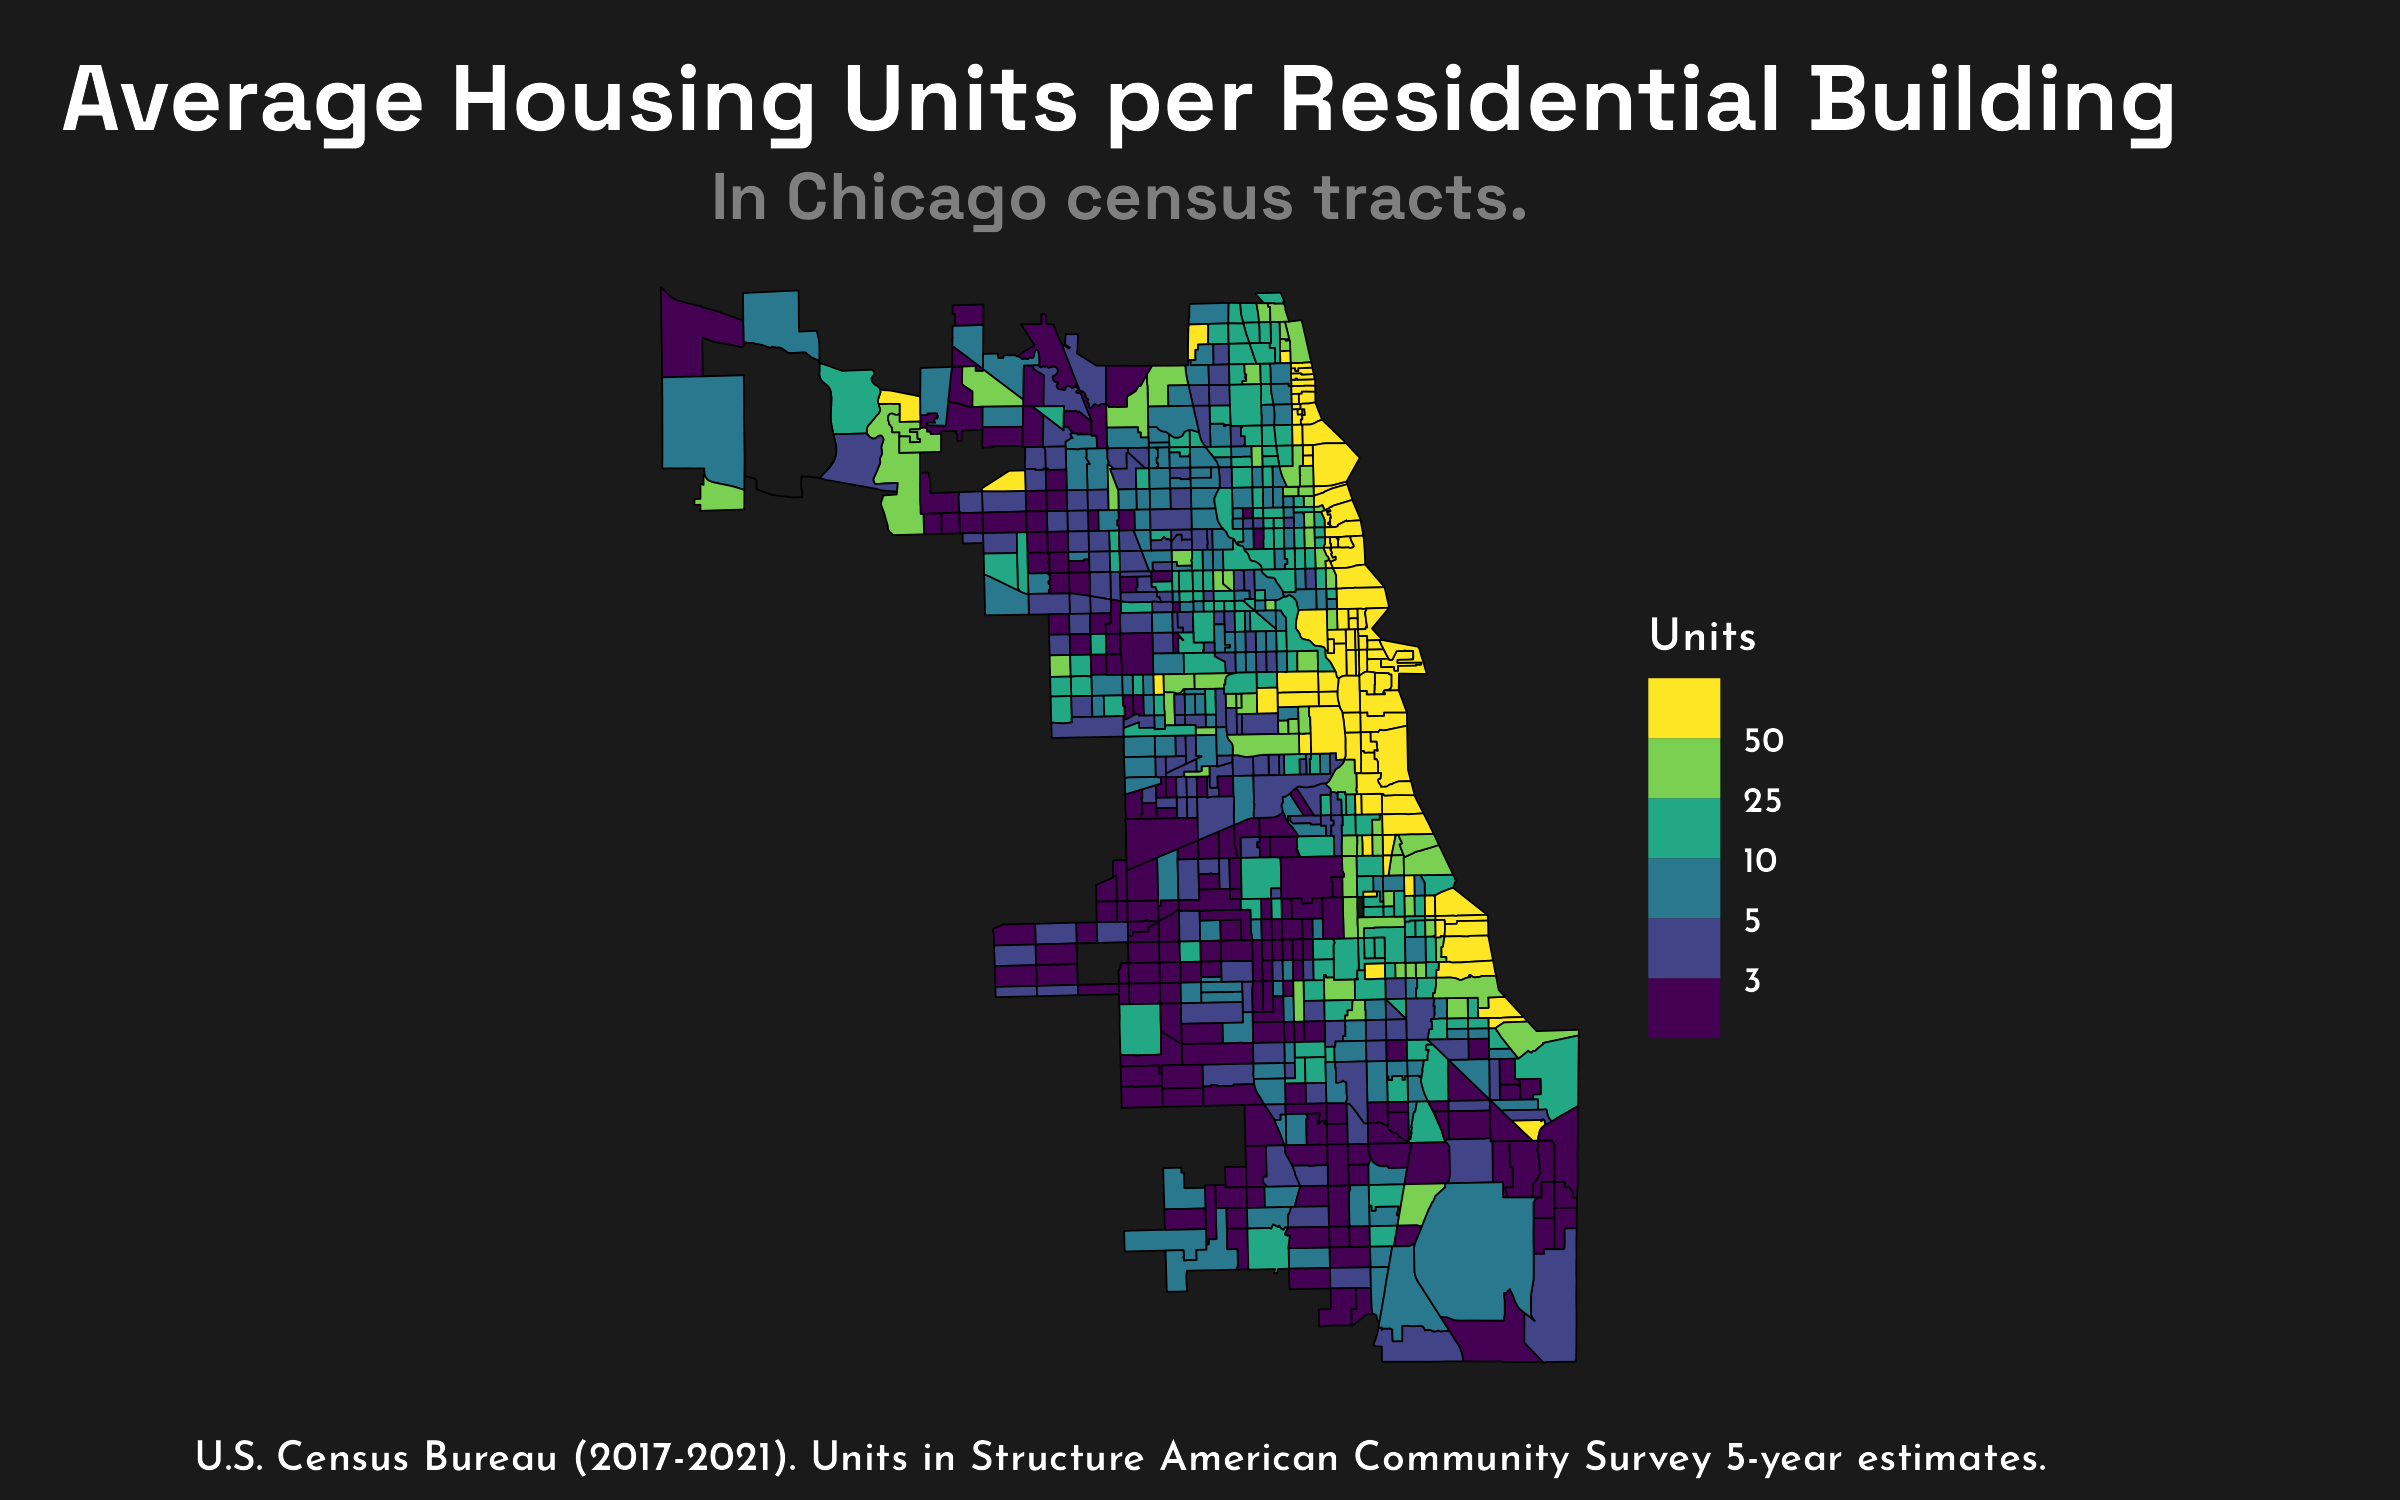 Average Housing Units per Residential Building
In Chicago census tracts.
Units
50
25
10
5
3
U.S. Census Bureau (2017-2021). Units in Structure American Community Survey 5-year estimates.